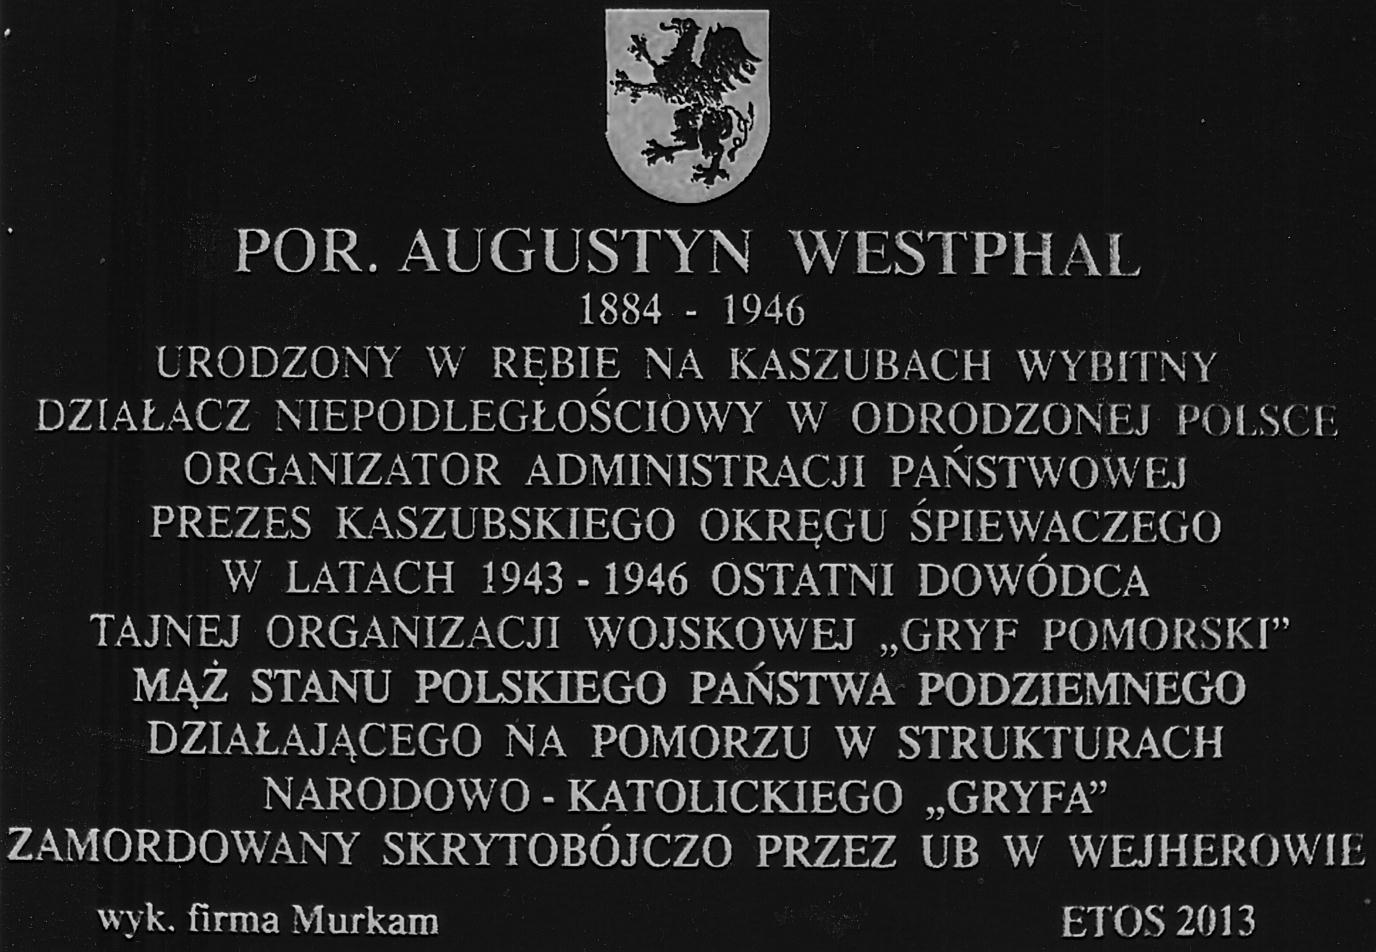 POR. AUGUSTYN WESTPHAL
1884 - 1946
URODZONY W RĘBIE NA KASZUBACH WYBITNY
DZIAŁACZ NIEPODLEGŁOŚCIOWY W ODRODZONEJ POLSCE
ORGANIZATOR ADMINISTRACJI PAŃSTWOWEJ
PREZES KASZUBSKIEGO OKRĘGU ŚPIEWACZEGO
W LATACH 1943 - 1946 OSTATNI DOWÓDCA
TAJNEJ ORGANIZACJI WOJSKOWEJ „GRYF POMORSKI”
MĄŻ STANU POLSKIEGO PAŃSTWA PODZIEMNEGO
DZIAŁAJĄCEGO NA POMORZU W STRUKTURACH
NARODOWO - KATOLICKIEGO „GRYFA”
ZAMORDOWANY SKRYTOBÓJCZO PRZEZ UB W WEJHEROWIE
wyk. firma Murkam ETOS 2013